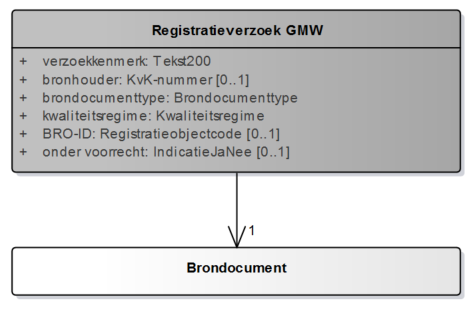 Registratieverzoek GMW
+ verzoekkenmerk: Tekst200
+ bronhouder: KvK-nummer [0..1]
+ brondocumenttype: Brondocumenttype
+ kwaliteitsregime: Kwaliteitsregime
+ BRO-ID: Registratieobjectcode [0..1]
+ onder voorrecht: IndicatieJaNee [0..1]
1
Brondocument